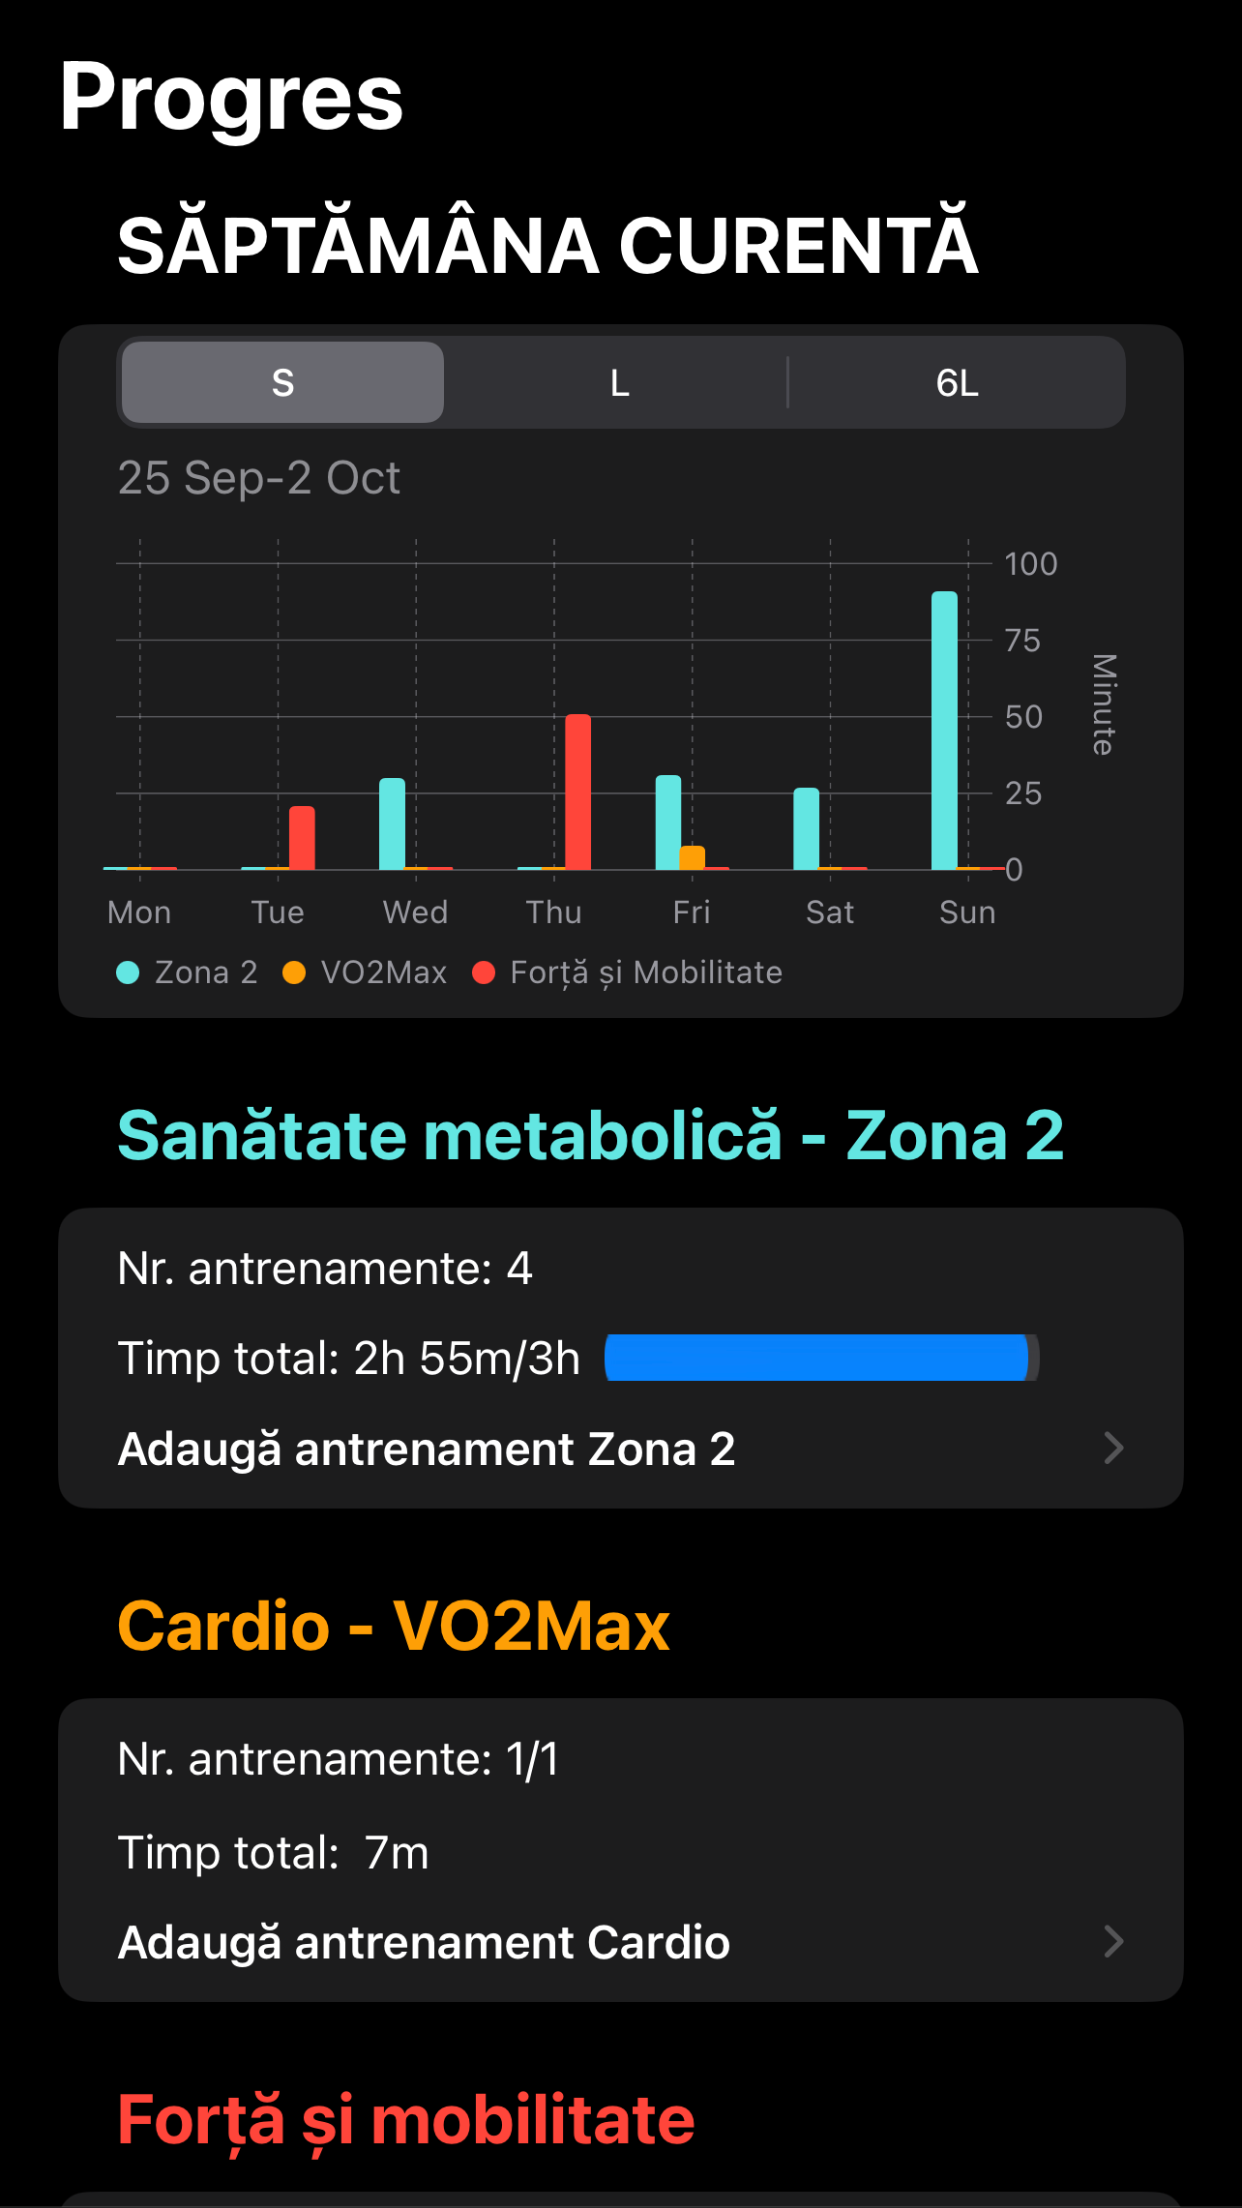 Progres
SĂPTĂMÂNA CURENTĂ
S L 6L
25 Sep-2 Oct
100
75
50
25
0
Minute
Mon Tue Wed Thu Fri Sat Sun
Zona 2 VO2Max Forță și Mobilitate
Sanătate metabolică - Zona 2
Nr. antrenamente: 4
Timp total: 2h 55m/3h
Adaugă antrenament Zona 2
Cardio - VO2Max
Nr. antrenamente: 1/1
Timp total: 7m
Adaugă antrenament Cardio
Forță și mobilitate